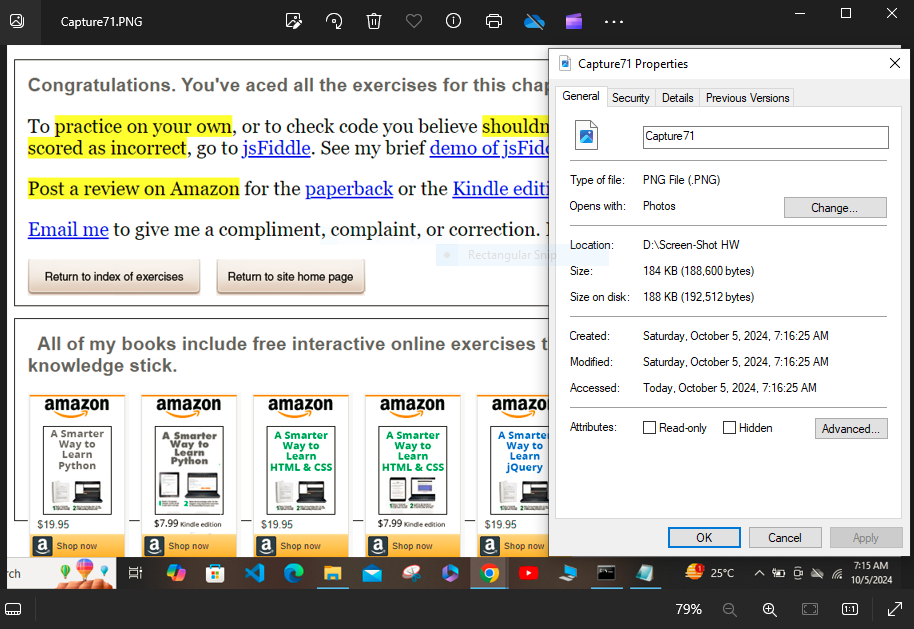 Capture71.PNG
Congratulations. You've aced all the exercises for this chap
To practice on your own, or to check code you believe shouldn
scored as incorrect, go to jsFiddle. See my brief demo of jsFidd
Post a review on Amazon for the paperback or the Kindle editi
Email me to give me a compliment, complaint, or correction. I
Rectangular Snip
Return to index of exercises
Return to site home page
All of my books include free interactive online exercises t
knowledge stick.
amazon
A Smarter
Way to
Learn
Python
$19.95
Shop now
amazon
A Smarter
Way to
Learn
Python
$7.99 Kindle edition
Shop now
amazon
A Smarter
Way to
Learn
HTML & CSS
$19.95
Shop now
amazon
A Smarter
Way to
Learn
HTML & CSS
$7.99 Kindle edition
Shop now
amazon
A Smarter
Way to
Learn
jQuery
$19.95
Shop now
Capture71 Properties
General Security Details Previous Versions
Capture71
Type of file: PNG File (.PNG)
Opens with: Photos Change...
Location: D:\Screen-Shot HW
Size: 184 KB (188,600 bytes)
Size on disk: 188 KB (192,512 bytes)
Created: Saturday, October 5, 2024, 7:16:25 AM
Modified: Saturday, October 5, 2024, 7:16:25 AM
Accessed: Today, October 5, 2024, 7:16:25 AM
Attributes: Read-only Hidden Advanced...
OK Cancel Apply
rch
25°C
7:15 AM
10/5/2024
79%
1:1